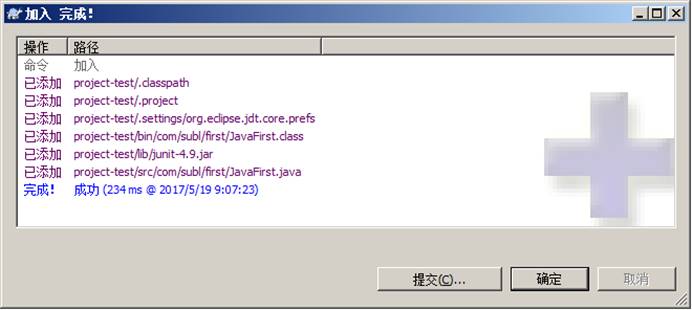 加入 完成!
操作 路径
命令 加入
已添加 project-test/.classpath
已添加 project-test/.project
已添加 project-test/.settings/org.eclipse.jdt.core.prefs
已添加 project-test/bin/com/subl/first/JavaFirst.class
已添加 project-test/lib/junit-4.9.jar
已添加 project-test/src/com/subl/first/JavaFirst.java
完成! 成功 (234 ms @ 2017/5/19 9:07:23)
提交(C)... 确定 取消